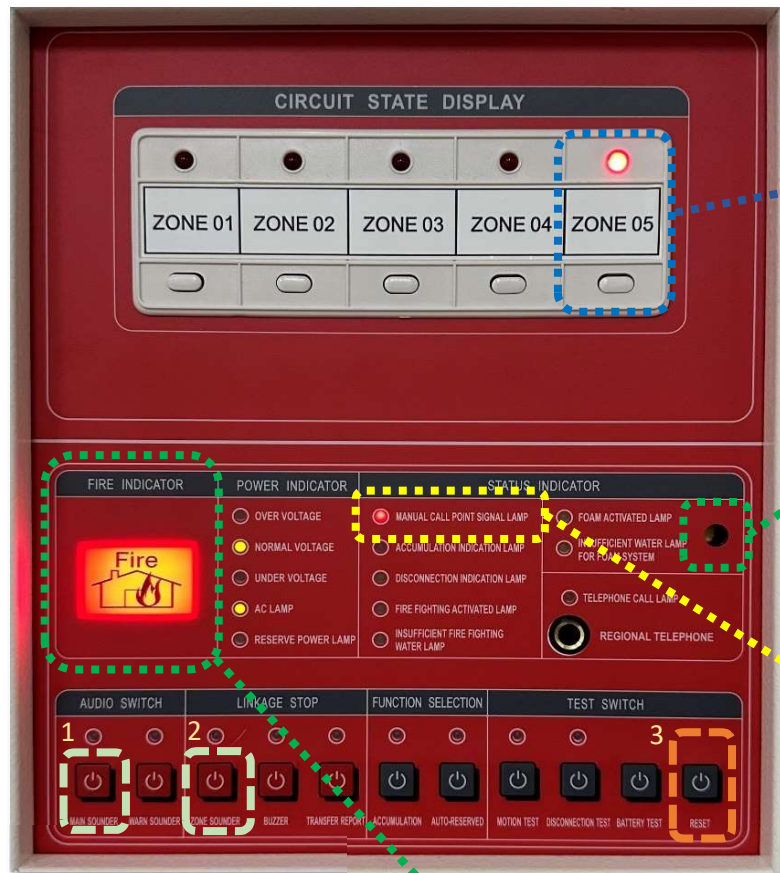 CIRCUIT STATE DISPLAY
ZONE 01 ZONE 02 ZONE 03 ZONE 04 ZONE 05
FIRE INDICATOR POWER INDICATOR STATUS INDICATOR
Fire
OVER VOLTAGE
NORMAL VOLTAGE
UNDER VOLTAGE
AC LAMP
RESERVE POWER LAMP
MANUAL CALL POINT SIGNAL LAMP
ACCUMULATION INDICATION LAMP
DISCONNECTION INDICATION LAMP
FIRE FIGHTING ACTIVATED LAMP
INSUFFICIENT FIRE FIGHTING
WATER LAMP
FOAM ACTIVATED LAMP
INSUFFICIENT WATER LAMP
FOR FOAM SYSTEM
TELEPHONE CALL LAMP
REGIONAL TELEPHONE
AUDIO SWITCH LINKAGE STOP FUNCTION SELECTION TEST SWITCH
1 2 3
MAIN SOUNDER WARN SOUNDER ZONE SOUNDER BUZZER TRANSFER REPORT ACCUMULATION AUTO-RESERVED MOTION TEST DISCONNECTION TEST BATTERY TEST RESET